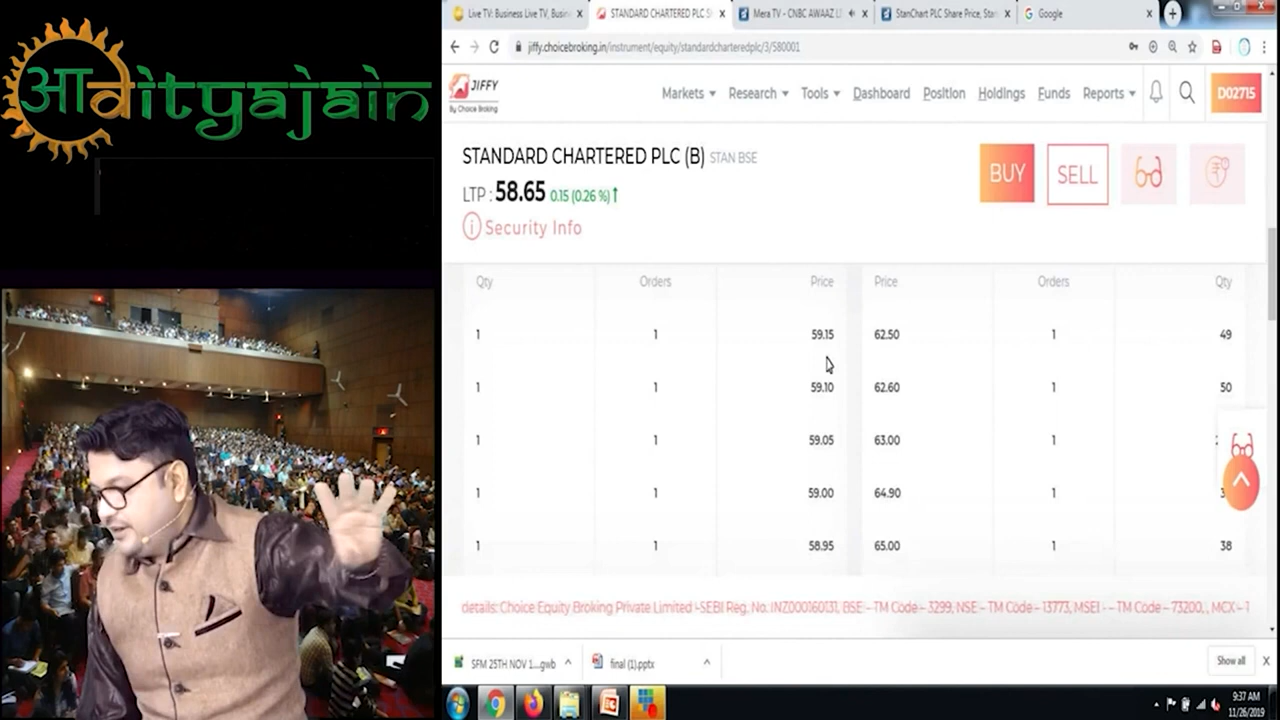 आdityajain
Live TV: Business Live TV, Busin
STANDARD CHARTERED PLC S
Mera TV - CNBC AWAAZ L
StanChart PLC Share Price, Stan
Google
jiffy.choicebroking.in/instrument/equity/standardcharteredplc/3/580001
JIFFY
By Choice Broking
Markets
Research
Tools
Dashboard
Position
Holdings
Funds
Reports
D02715
STANDARD CHARTERED PLC (B) STAN BSE
LTP : 58.65 0.15 (0.26 %)
Security Info
BUY
SELL
Qty Orders Price Price Orders Qty
1 1 59.15 62.50 1 49
1 1 59.10 62.60 1 50
1 1 59.05 63.00 1
1 1 59.00 64.90 1
1 1 58.95 65.00 1 38
details: Choice Equity Broking Private Limited -SEBI Reg. No. INZ000160131, BSE - TM Code - 3299, NSE - TM Code - 13773, MSEI - - TM Code - 73200, , MCX - T
SFM 25TH NOV 1....gwb
final (1).pptx
Show all
9:37 AM
11/26/2019